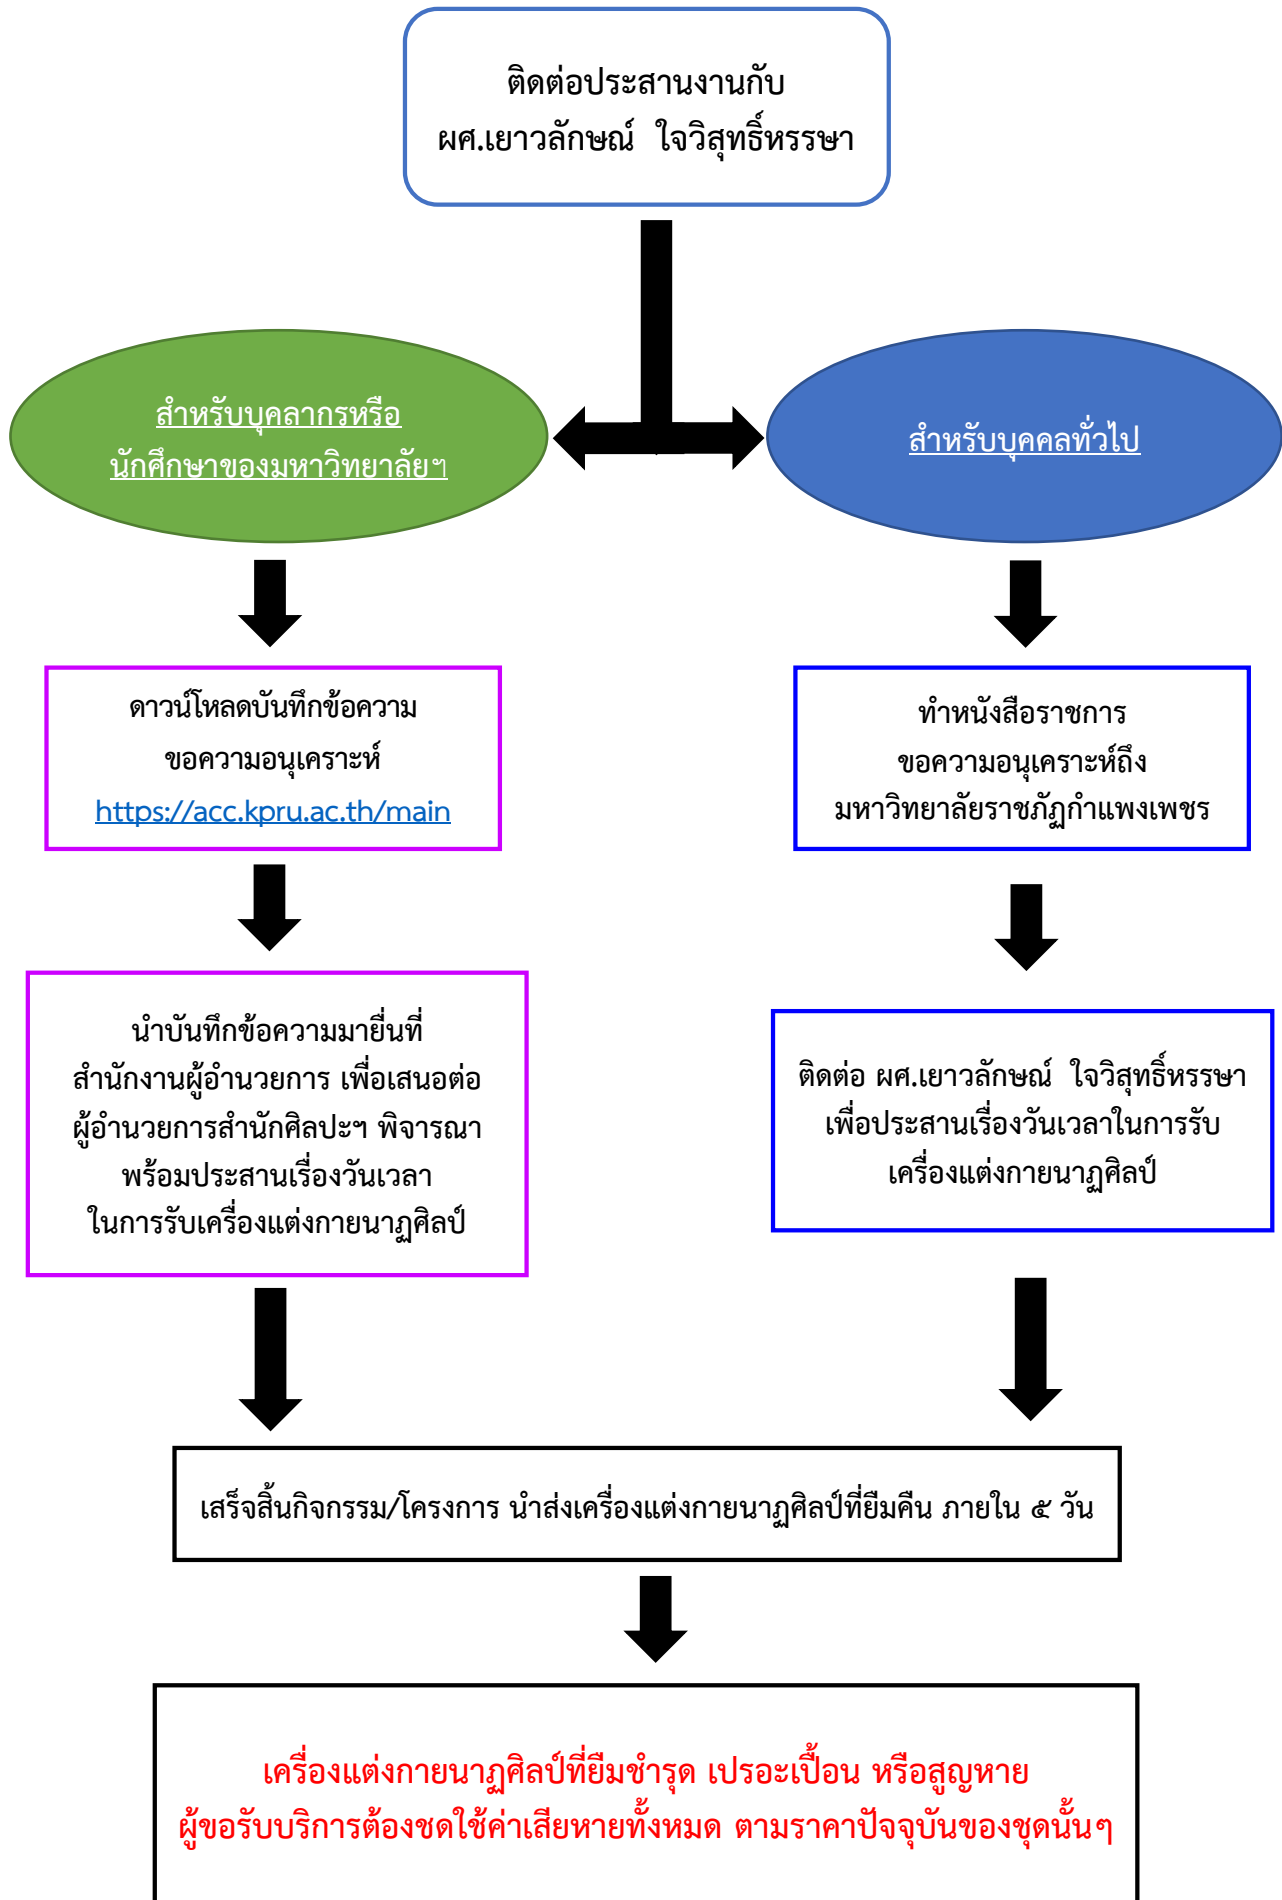 ติดต่อประสานงานกับ
ผศ.เยาวลักษณ์ ใจวิสุทธิ์หรรษา
สำหรับบุคลากรหรือ
นักศึกษาของมหาวิทยาลัยฯ
สำหรับบุคคลทั่วไป
ดาวน์โหลดบันทึกข้อความ
ขอความอนุเคราะห์
https://acc.kpru.ac.th/main
ทำหนังสือราชการ
ขอความอนุเคราะห์ถึง
มหาวิทยาลัยราชภัฏกำแพงเพชร
นำบันทึกข้อความมายื่นที่
สำนักงานผู้อำนวยการ เพื่อเสนอต่อ
ผู้อำนวยการสำนักศิลปะฯ พิจารณา
พร้อมประสานเรื่องวันเวลา
ในการรับเครื่องแต่งกายนาฏศิลป์
ติดต่อ ผศ.เยาวลักษณ์ ใจวิสุทธิ์หรรษา
เพื่อประสานเรื่องวันเวลาในการรับ
เครื่องแต่งกายนาฏศิลป์
เสร็จสิ้นกิจกรรม/โครงการ นำส่งเครื่องแต่งกายนาฏศิลป์ที่ยืมคืน ภายใน ๕ วัน
เครื่องแต่งกายนาฏศิลป์ที่ยืมชำรุด เปรอะเปื้อน หรือสูญหาย
ผู้ขอรับบริการต้องชดใช้ค่าเสียหายทั้งหมด ตามราคาปัจจุบันของชุดนั้นๆ